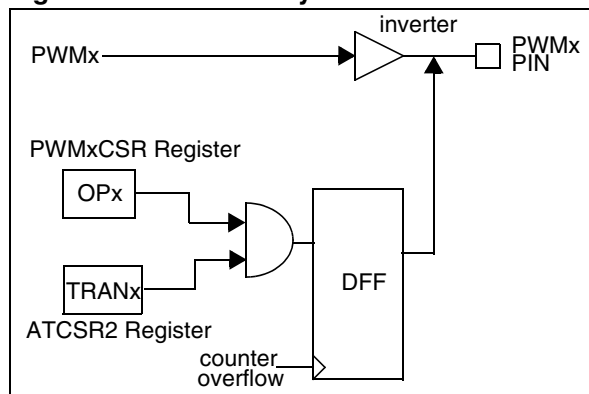 inverter
PWMx
PWMx
PIN
PWMxCSR Register
OPx
TRANx
DFF
ATCSR2 Register
counter
overflow